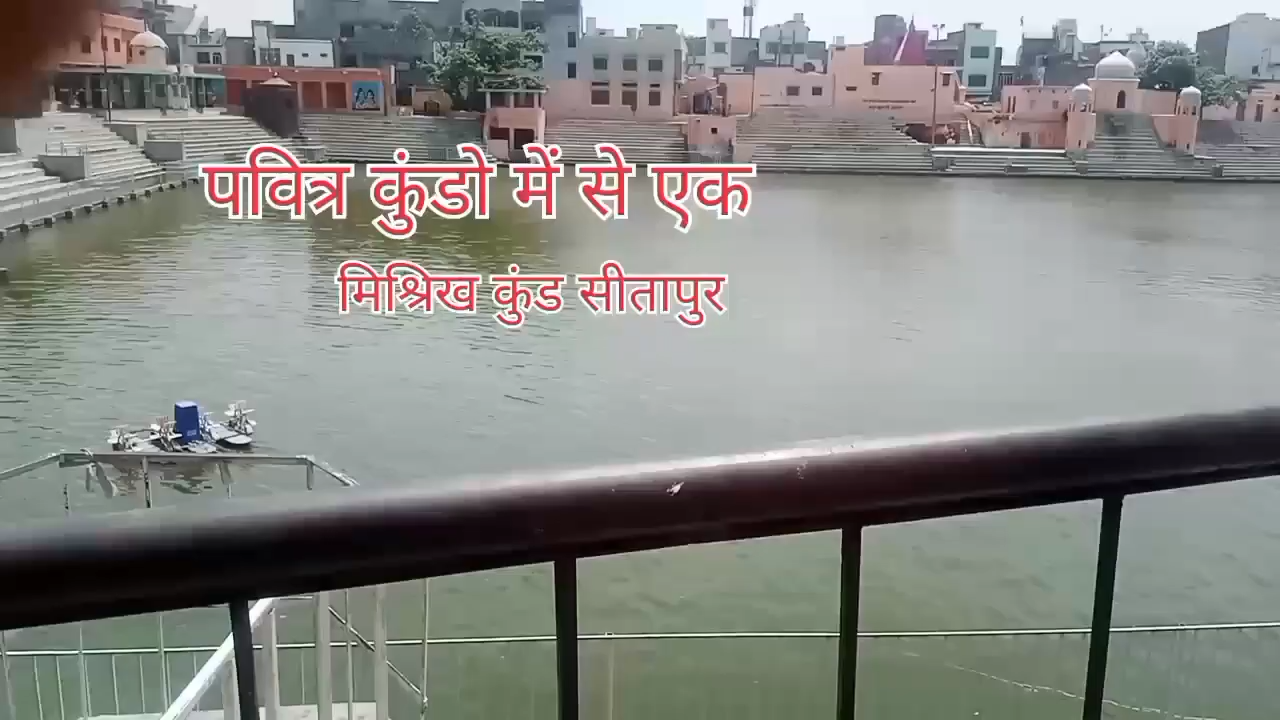 पवित्र कुंडो में से एक
मिश्रिख कुंड सीतापुर